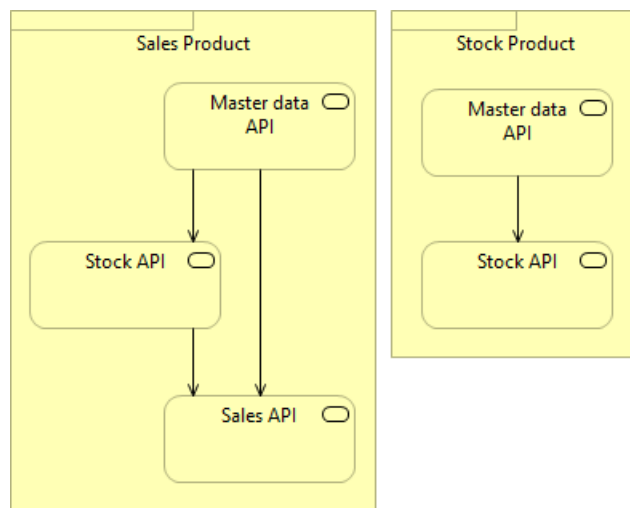 Sales Product
Master data
API
Stock API
Sales API
Stock Product
Master data
API
Stock API